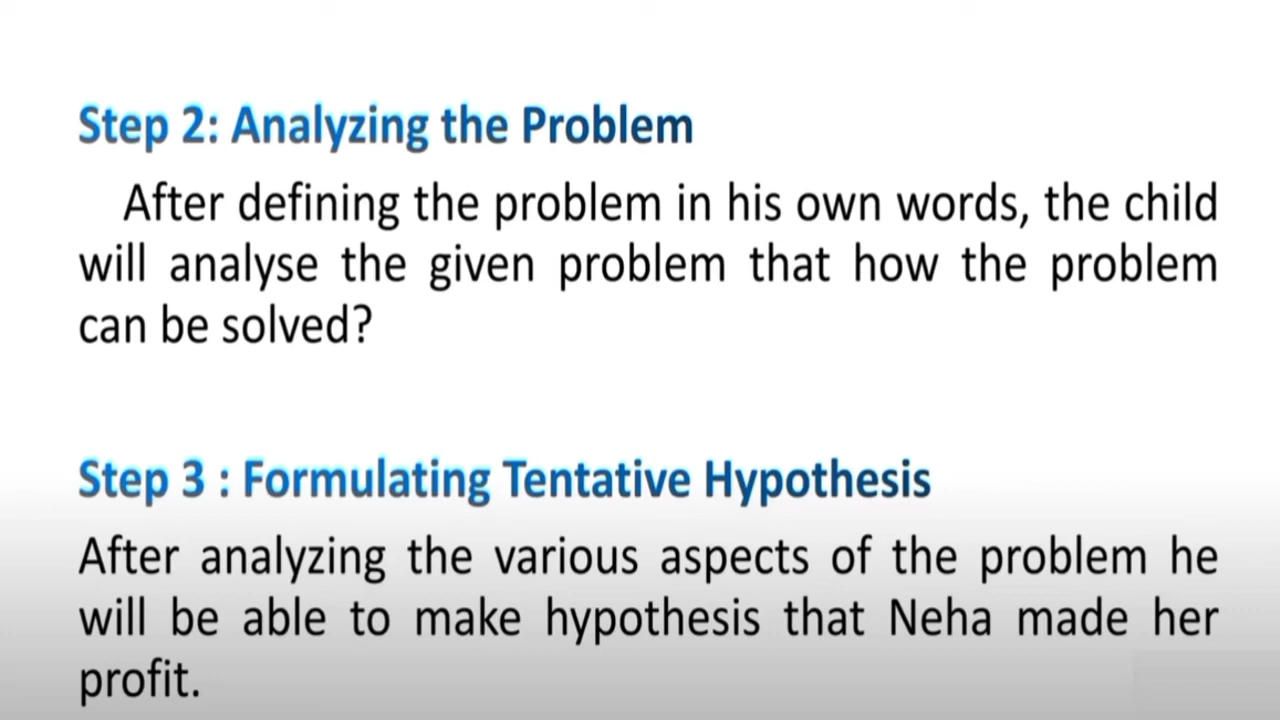 Step 2: Analyzing the Problem
After defining the problem in his own words, the child
will analyse the given problem that how the problem
can be solved?
Step 3 : Formulating Tentative Hypothesis
After analyzing the various aspects of the problem he
will be able to make hypothesis that Neha made her
profit.